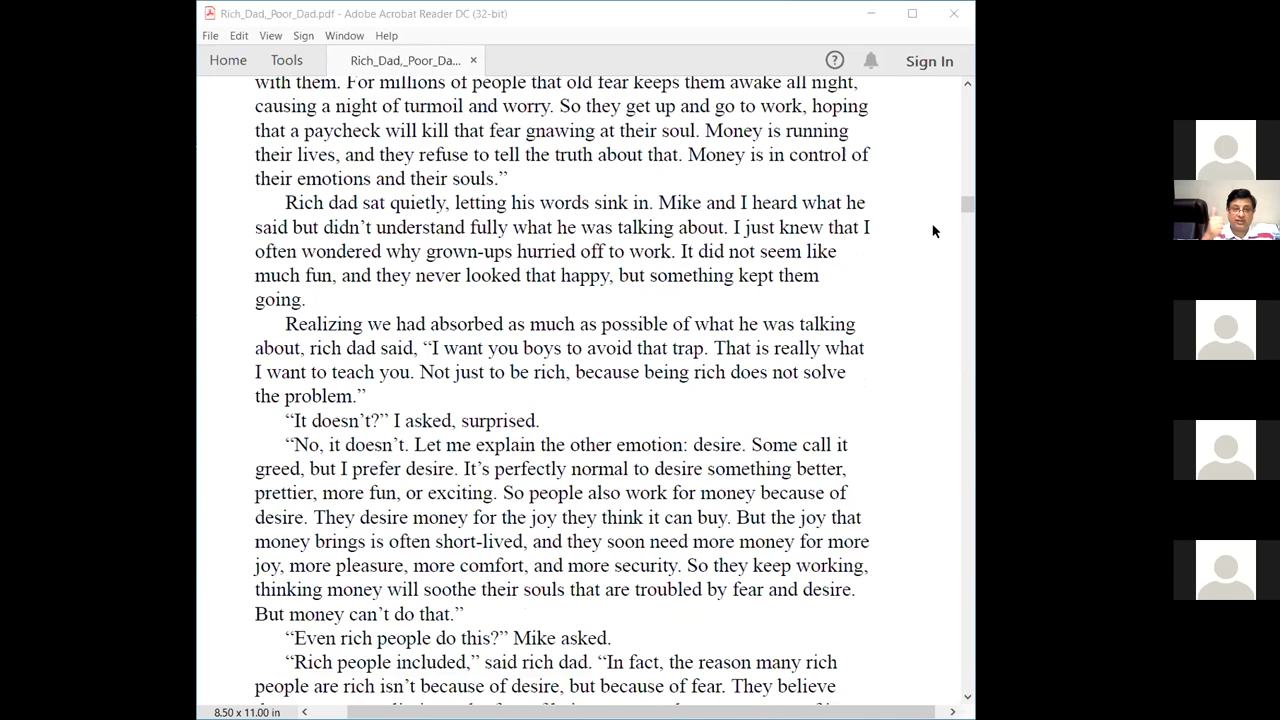 Rich_Dad,_Poor_Dad.pdf - Adobe Acrobat Reader DC (32-bit)
File Edit View Sign Window Help
Home Tools Rich_Dad,_Poor_Da... × Sign In
with them. For millions of people that old fear keeps them awake all night,
causing a night of turmoil and worry. So they get up and go to work, hoping
that a paycheck will kill that fear gnawing at their soul. Money is running
their lives, and they refuse to tell the truth about that. Money is in control of
their emotions and their souls.”
Rich dad sat quietly, letting his words sink in. Mike and I heard what he
said but didn’t understand fully what he was talking about. I just knew that I
often wondered why grown-ups hurried off to work. It did not seem like
much fun, and they never looked that happy, but something kept them
going.
Realizing we had absorbed as much as possible of what he was talking
about, rich dad said, “I want you boys to avoid that trap. That is really what
I want to teach you. Not just to be rich, because being rich does not solve
the problem.”
“It doesn’t?” I asked, surprised.
“No, it doesn’t. Let me explain the other emotion: desire. Some call it
greed, but I prefer desire. It’s perfectly normal to desire something better,
prettier, more fun, or exciting. So people also work for money because of
desire. They desire money for the joy they think it can buy. But the joy that
money brings is often short-lived, and they soon need more money for more
joy, more pleasure, more comfort, and more security. So they keep working,
thinking money will soothe their souls that are troubled by fear and desire.
But money can’t do that.”
“Even rich people do this?” Mike asked.
“Rich people included,” said rich dad. “In fact, the reason many rich
people are rich isn’t because of desire, but because of fear. They believe
8.50 x 11.00 in